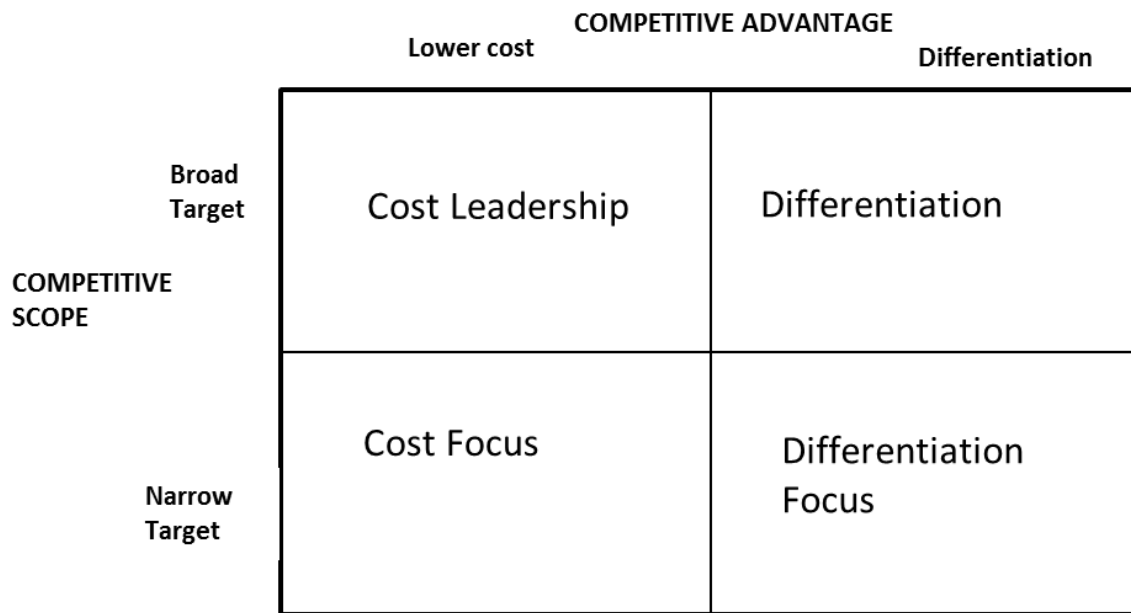 COMPETITIVE ADVANTAGE
Lower cost
Differentiation
Broad
Target
Cost Leadership
Differentiation
COMPETITIVE
SCOPE
Cost Focus
Differentiation
Focus
Narrow
Target